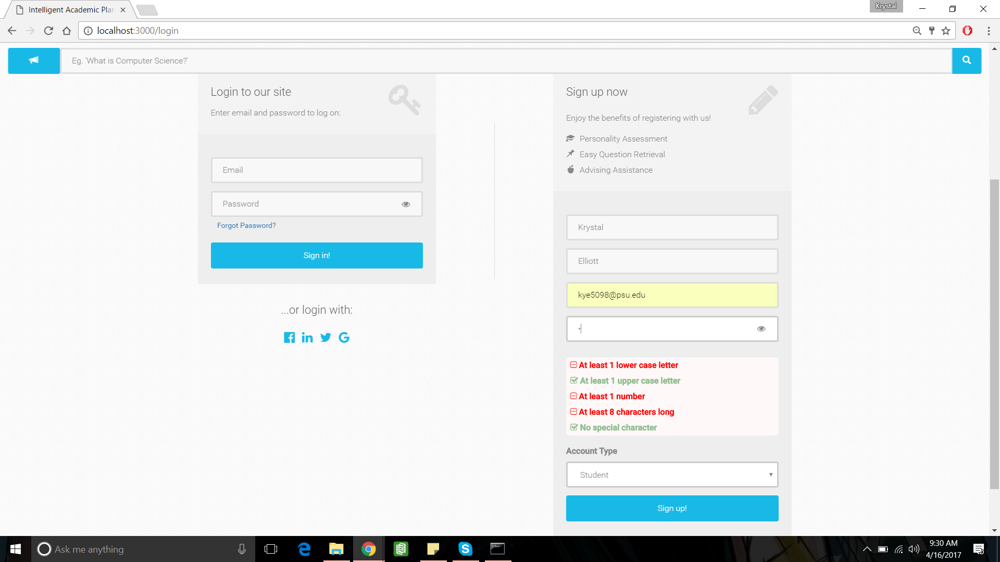 Intelligent Academic Plan
Krystal
localhost:3000/login
Eg. 'What is Computer Science?'
Login to our site
Enter email and password to log on:
Email
Password
Forgot Password?
Sign in!
...or login with:
Sign up now
Enjoy the benefits of registering with us!
Personality Assessment
Easy Question Retrieval
Advising Assistance
Krystal
Elliott
kye5098@psu.edu
At least 1 lower case letter
At least 1 upper case letter
At least 1 number
At least 8 characters long
No special character
Account Type
Student
Sign up!
Ask me anything
9:30 AM
4/16/2017